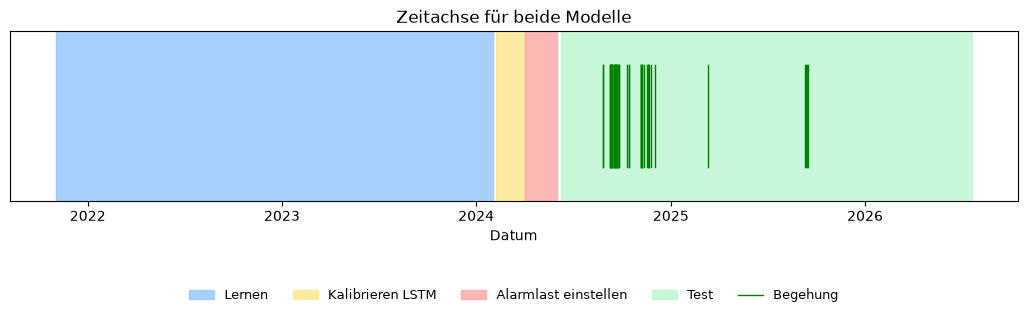 Zeitachse für beide Modelle
2022 2023 2024 2025 2026
Datum
Lernen Kalibrieren LSTM Alarmlast einstellen Test Begehung